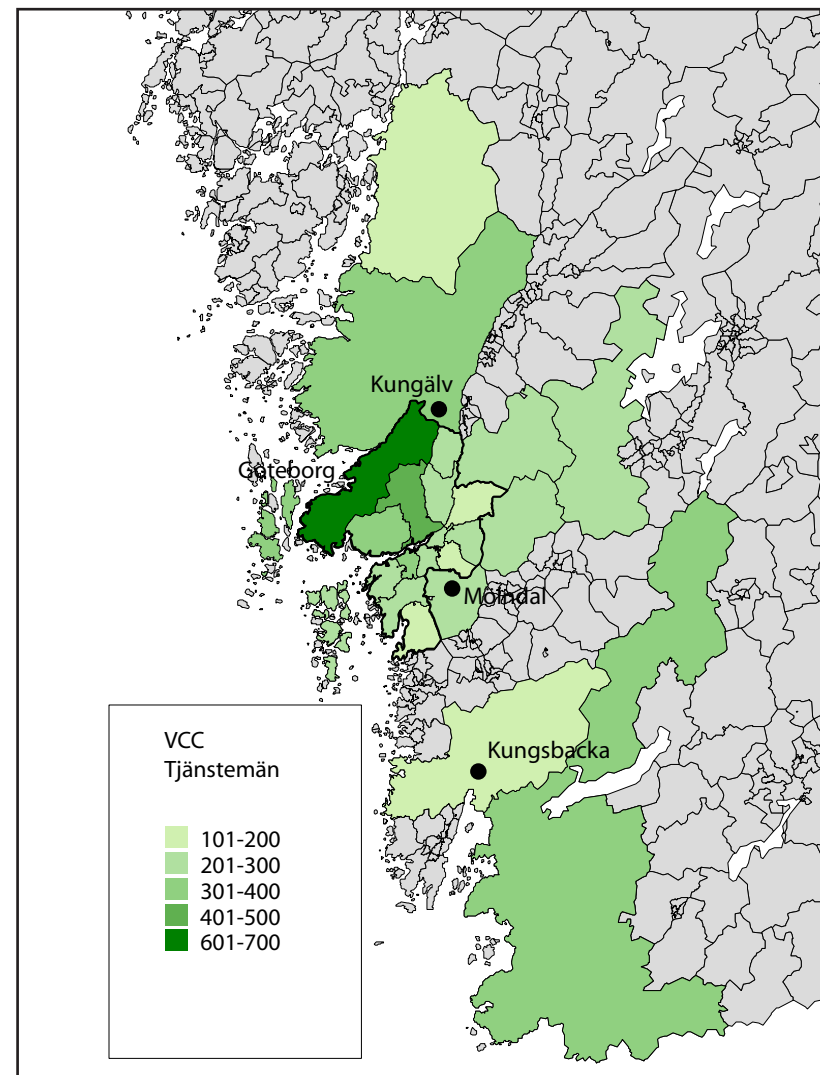 Kungälv
Göteborg
Mölndal
Kungsbacka
VCC
Tjänstemän
101-200
201-300
301-400
401-500
601-700